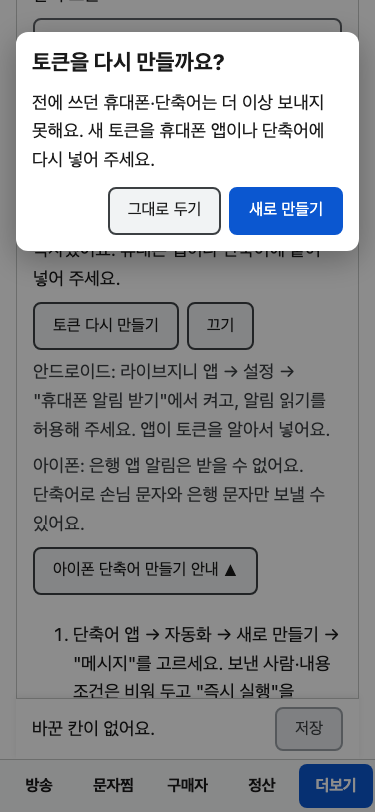 토큰을 다시 만들까요?
전에 쓰던 휴대폰·단축어는 더 이상 보내지
못해요. 새 토큰을 휴대폰 앱이나 단축어에
다시 넣어 주세요.
그대로 두기
새로 만들기
넣어 주세요.
토큰 다시 만들기
끄기
안드로이드: 라이브지니 앱 → 설정 →
"휴대폰 알림 받기"에서 켜고, 알림 읽기를
허용해 주세요. 앱이 토큰을 알아서 넣어요.
아이폰: 은행 앱 알림은 받을 수 없어요.
단축어로 손님 문자와 은행 문자만 보낼 수
있어요.
아이폰 단축어 만들기 안내 ▲
1. 단축어 앱 → 자동화 → 새로 만들기 →
"메시지"를 고르세요. 보낸 사람·내용
조건은 비워 두고 "즉시 실행"을
바꾼 칸이 없어요.
저장
방송
문자찜
구매자
정산
더보기